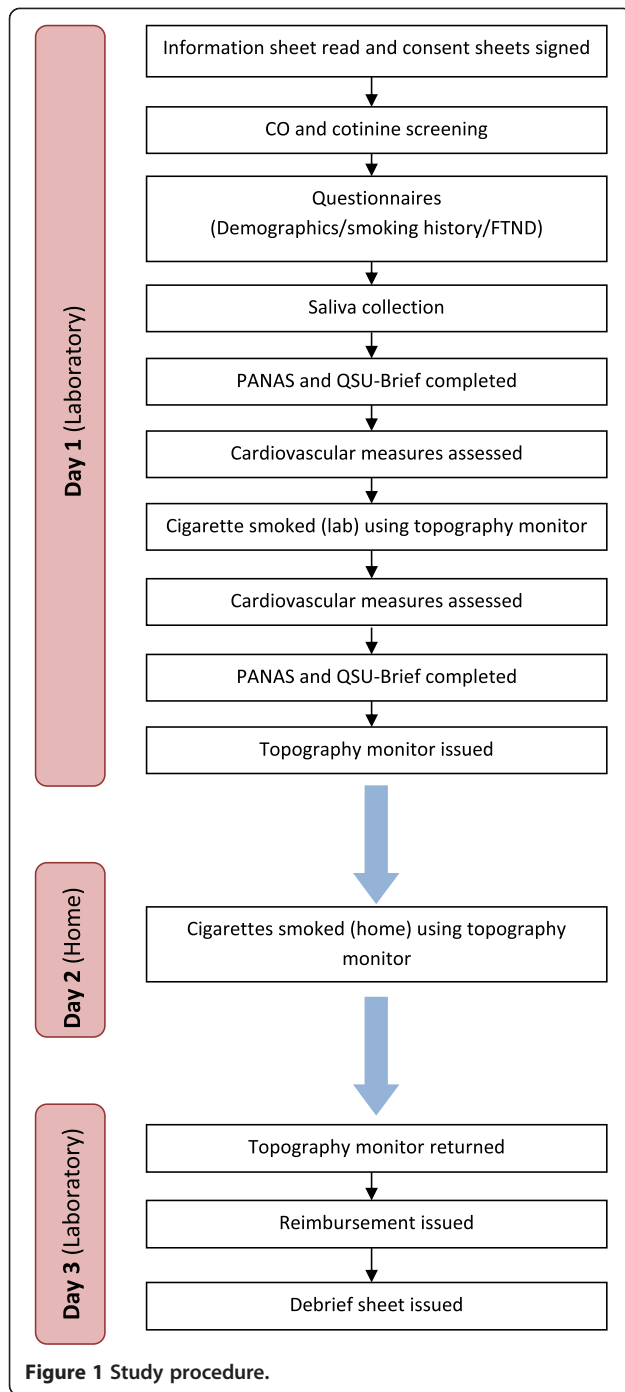 Day 1 (Laboratory)
Information sheet read and consent sheets signed
CO and cotinine screening
Questionnaires
(Demographics/smoking history/FTND)
Saliva collection
PANAS and QSU-Brief completed
Cardiovascular measures assessed
Cigarette smoked (lab) using topography monitor
Cardiovascular measures assessed
PANAS and QSU-Brief completed
Topography monitor issued
Day 2 (Home)
Cigarettes smoked (home) using topography
monitor
Day 3 (Laboratory)
Topography monitor returned
Reimbursement issued
Debrief sheet issued
Figure 1 Study procedure.